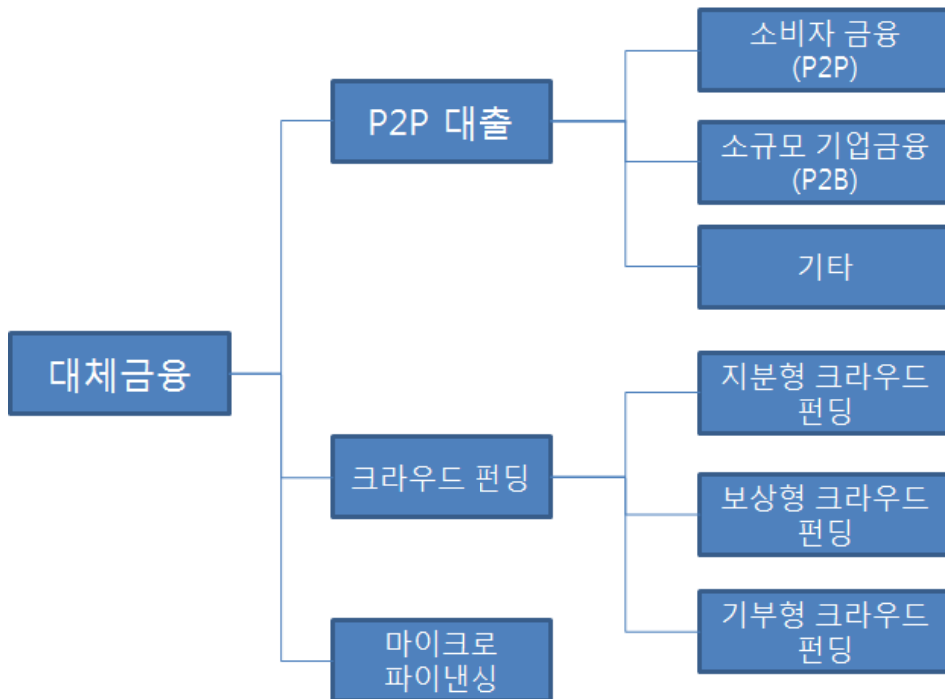 소비자 금융
(P2P)
P2P 대출
소규모 기업금융
(P2B)
기타
대체금융
지분형 크라우드
펀딩
크라우드 펀딩
보상형 크라우드
펀딩
기부형 크라우드
펀딩
마이크로
파이낸싱